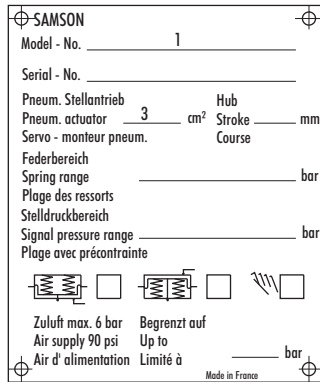 SAMSON
Model - No. 1
Serial - No.
Pneum. Stellantrieb Hub
Pneum. actuator 3 cm² Stroke mm
Servo - monteur pneum. Course
Federbereich
Spring range bar
Plage des ressorts
Stelldruckbereich
Signal pressure range bar
Plage avec précontrainte
Zuluft max. 6 bar Begrenzt auf
Air supply 90 psi Up to
Air d' alimentation Limité à bar
Made in France